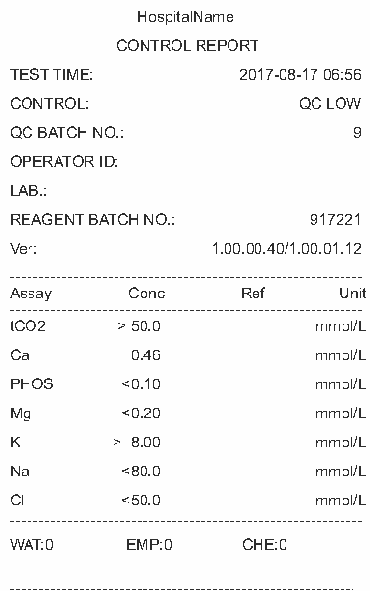 HospitalName
CONTROL REPORT
TEST TIME: 2017-08-17 06:56
CONTROL: QC LOW
QC BATCH NO.: 9
OPERATOR ID:
LAB.:
REAGENT BATCH NO.: 917221
Ver: 1.00.00.40/1.00.01.12
Assay Conc Ref Unit
tCO2 > 50.0 mmol/L
Ca 0.46 mmol/L
PHOS <0.10 mmol/L
Mg <0.20 mmol/L
K > 8.00 mmol/L
Na <80.0 mmol/L
Cl <50.0 mmol/L
WAT:0 EMP:0 CHE:0